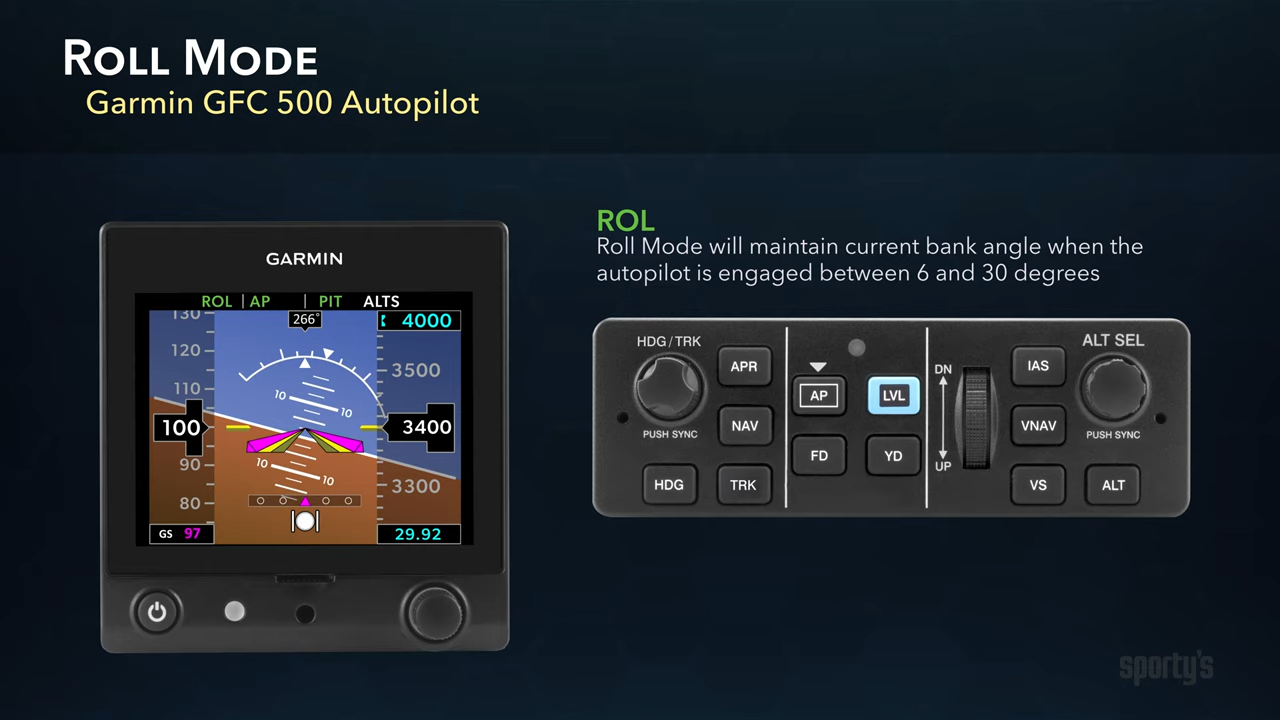 ROLL MODE
Garmin GFC 500 Autopilot
ROL
Roll Mode will maintain current bank angle when the
autopilot is engaged between 6 and 30 degrees
GARMIN
ROL | AP | PIT ALTS
130
266°
4000
120
3500
110
10
10
100
3400
90
10
10
3300
80
GS 97
29.92
HDG/TRK
PUSH SYNC
APR
NAV
HDG
TRK
AP
LVL
FD
YD
DN
UP
IAS
VNAV
VS
ALT
ALT SEL
PUSH SYNC
sporty's